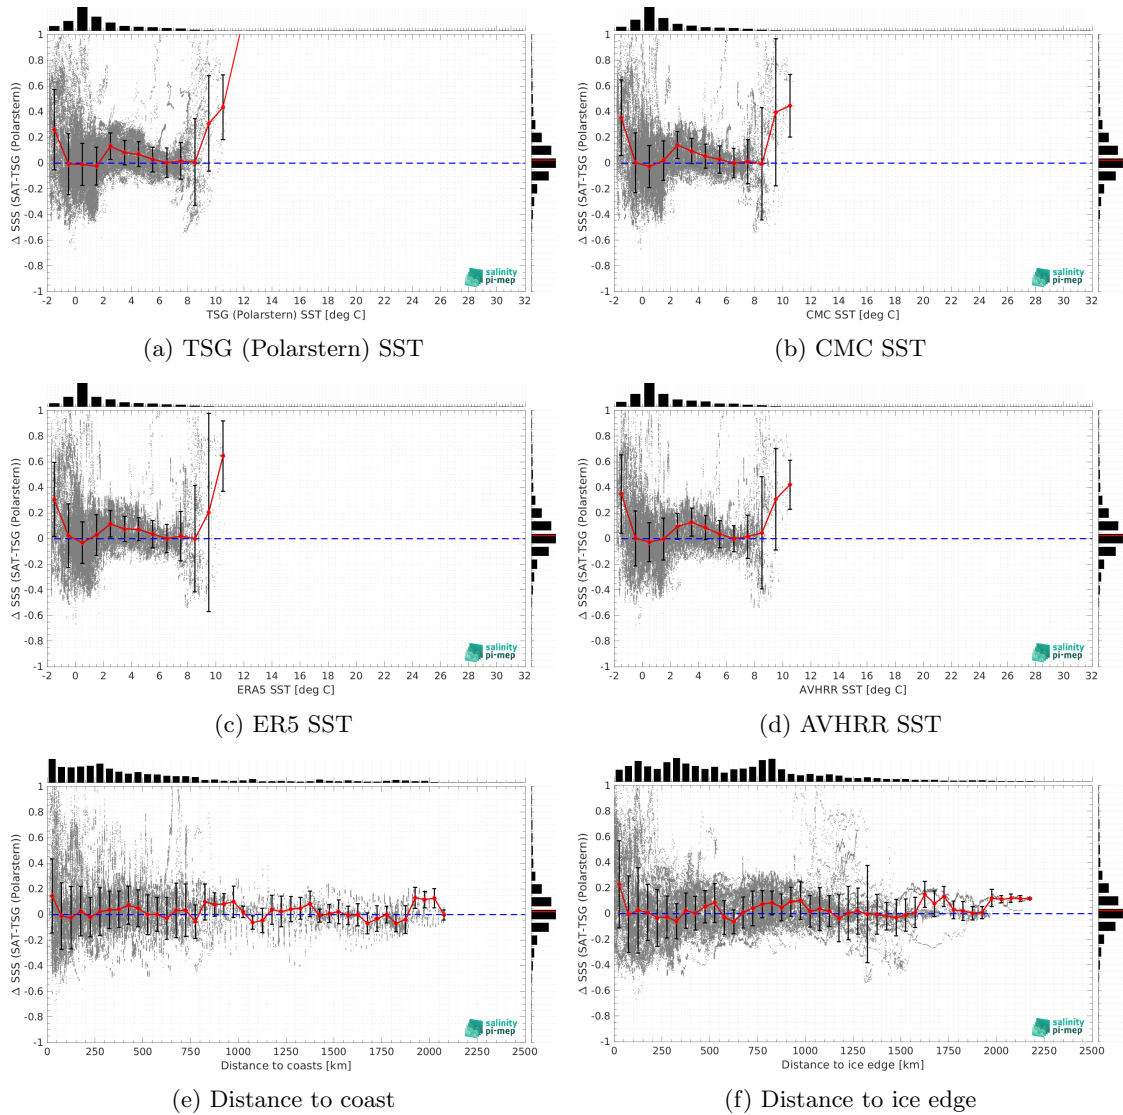 1
0.8
0.6
0.4
0.2
0
-0.2
-0.4
-0.6
-0.8
-1
Δ SSS (SAT-TSG (Polarstern))
salinity
pi-mep
-2 0 2 4 6 8 10 12 14 16 18 20 22 24 26 28 30 32
TSG (Polarstern) SST [deg C]
(a) TSG (Polarstern) SST
1
0.8
0.6
0.4
0.2
0
-0.2
-0.4
-0.6
-0.8
-1
Δ SSS (SAT-TSG (Polarstern))
salinity
pi-mep
-2 0 2 4 6 8 10 12 14 16 18 20 22 24 26 28 30 32
CMC SST [deg C]
(b) CMC SST
1
0.8
0.6
0.4
0.2
0
-0.2
-0.4
-0.6
-0.8
-1
Δ SSS (SAT-TSG (Polarstern))
salinity
pi-mep
-2 0 2 4 6 8 10 12 14 16 18 20 22 24 26 28 30 32
ERA5 SST [deg C]
(c) ER5 SST
1
0.8
0.6
0.4
0.2
0
-0.2
-0.4
-0.6
-0.8
-1
Δ SSS (SAT-TSG (Polarstern))
salinity
pi-mep
-2 0 2 4 6 8 10 12 14 16 18 20 22 24 26 28 30 32
AVHRR SST [deg C]
(d) AVHRR SST
1
0.8
0.6
0.4
0.2
0
-0.2
-0.4
-0.6
-0.8
-1
Δ SSS (SAT-TSG (Polarstern))
salinity
pi-mep
0 250 500 750 1000 1250 1500 1750 2000 2250 2500
Distance to coasts [km]
(e) Distance to coast
1
0.8
0.6
0.4
0.2
0
-0.2
-0.4
-0.6
-0.8
-1
Δ SSS (SAT-TSG (Polarstern))
salinity
pi-mep
0 250 500 750 1000 1250 1500 1750 2000 2250 2500
Distance to ice edge [km]
(f) Distance to ice edge